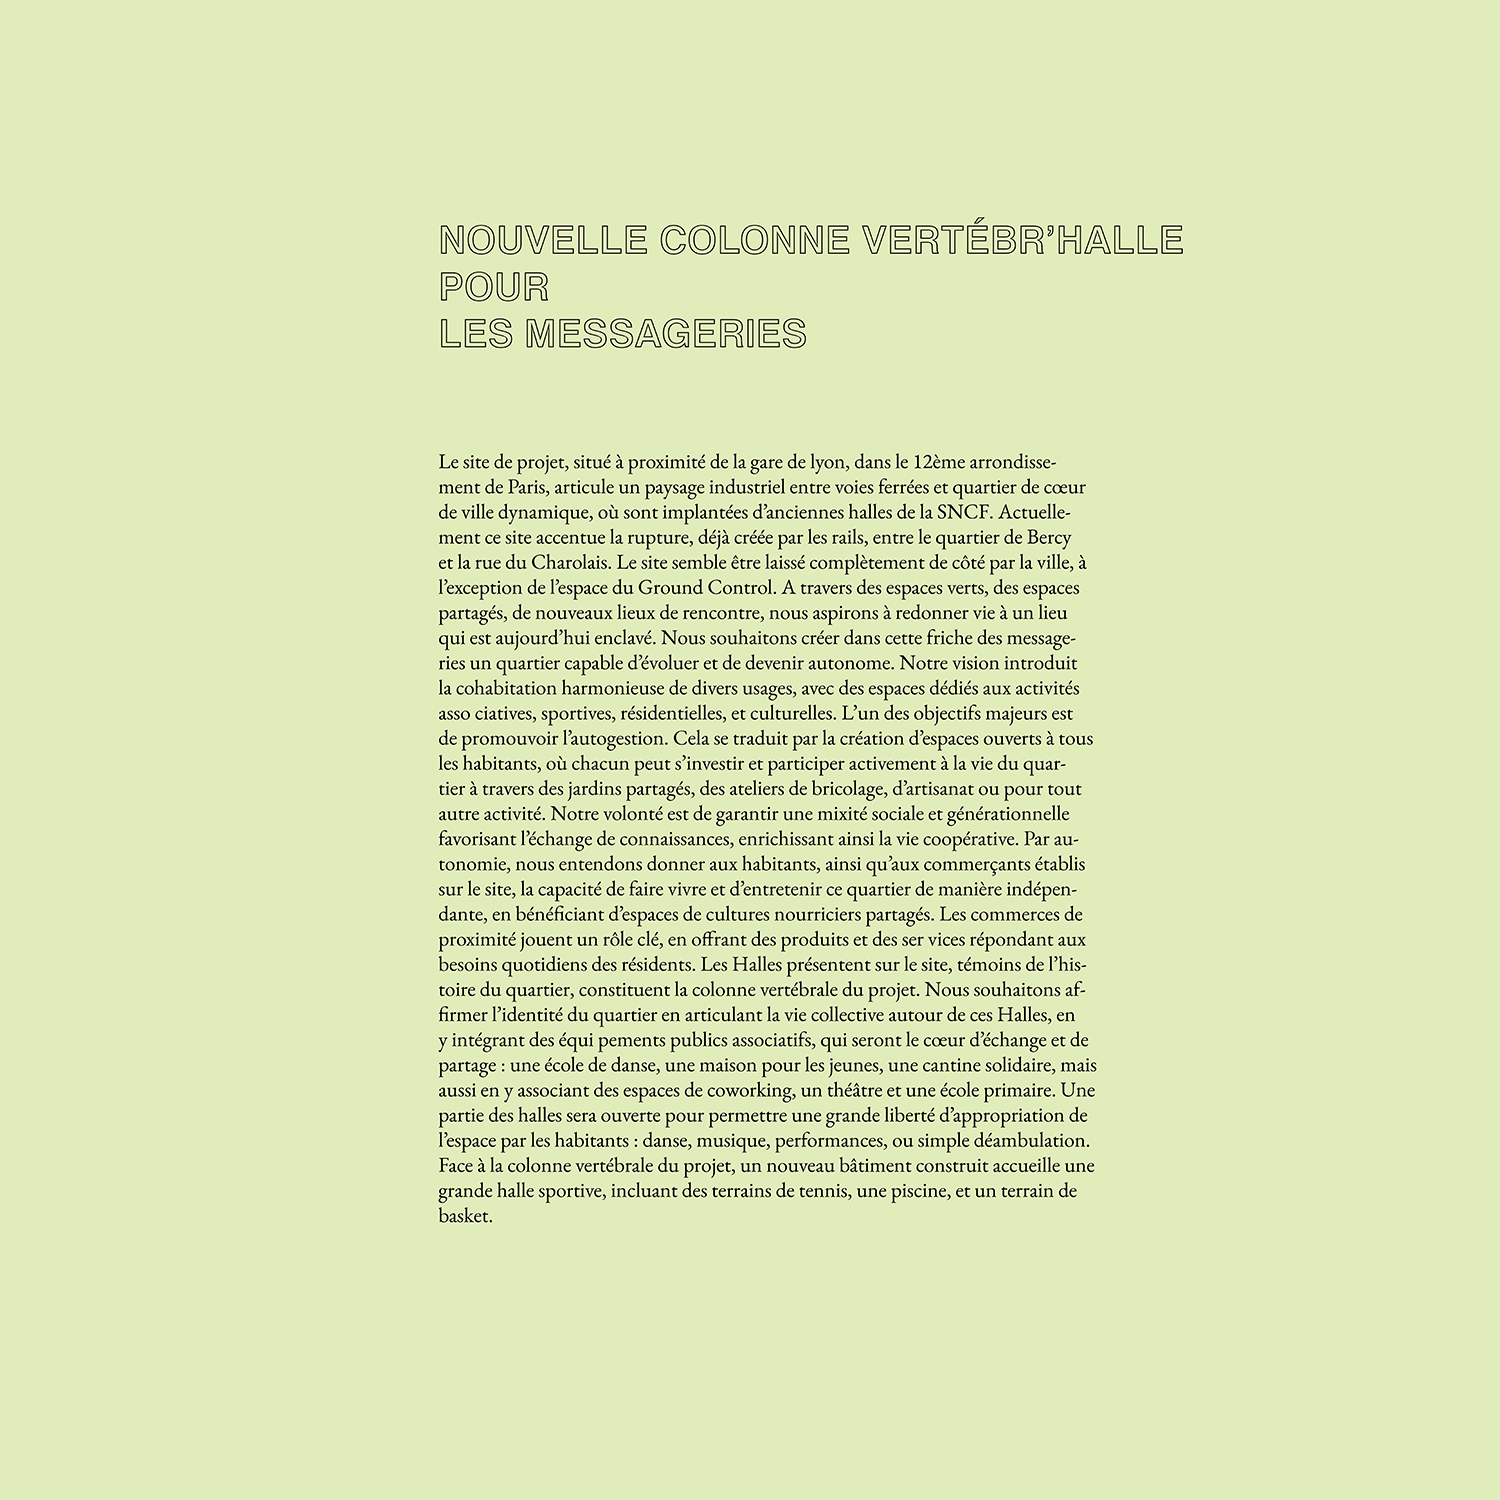 NOUVELLE COLONNE VERTÉBR’HALLE
POUR
LES MESSAGERIES
Le site de projet, situé à proximité de la gare de lyon, dans le 12ème arrondisse-
ment de Paris, articule un paysage industriel entre voies ferrées et quartier de cœur
de ville dynamique, où sont implantées d’anciennes halles de la SNCF. Actuelle-
ment ce site accentue la rupture, déjà créée par les rails, entre le quartier de Bercy
et la rue du Charolais. Le site semble être laissé complètement de côté par la ville, à
l’exception de l’espace du Ground Control. A travers des espaces verts, des espaces
partagés, de nouveaux lieux de rencontre, nous aspirons à redonner vie à un lieu
qui est aujourd’hui enclavé. Nous souhaitons créer dans cette friche des message-
ries un quartier capable d’évoluer et de devenir autonome. Notre vision introduit
la cohabitation harmonieuse de divers usages, avec des espaces dédiés aux activités
asso ciatives, sportives, résidentielles, et culturelles. L’un des objectifs majeurs est
de promouvoir l’autogestion. Cela se traduit par la création d’espaces ouverts à tous
les habitants, où chacun peut s’investir et participer activement à la vie du quar-
tier à travers des jardins partagés, des ateliers de bricolage, d’artisanat ou pour tout
autre activité. Notre volonté est de garantir une mixité sociale et générationnelle
favorisant l’échange de connaissances, enrichissant ainsi la vie coopérative. Par au-
tonomie, nous entendons donner aux habitants, ainsi qu’aux commerçants établis
sur le site, la capacité de faire vivre et d’entretenir ce quartier de manière indépen-
dante, en bénéficiant d’espaces de cultures nourriciers partagés. Les commerces de
proximité jouent un rôle clé, en offrant des produits et des ser vices répondant aux
besoins quotidiens des résidents. Les Halles présentent sur le site, témoins de l’his-
toire du quartier, constituent la colonne vertébrale du projet. Nous souhaitons af-
firmer l’identité du quartier en articulant la vie collective autour de ces Halles, en
y intégrant des équi pements publics associatifs, qui seront le cœur d’échange et de
partage : une école de danse, une maison pour les jeunes, une cantine solidaire, mais
aussi en y associant des espaces de coworking, un théâtre et une école primaire. Une
partie des halles sera ouverte pour permettre une grande liberté d’appropriation de
l’espace par les habitants : danse, musique, performances, ou simple déambulation.
Face à la colonne vertébrale du projet, un nouveau bâtiment construit accueille une
grande halle sportive, incluant des terrains de tennis, une piscine, et un terrain de
basket.